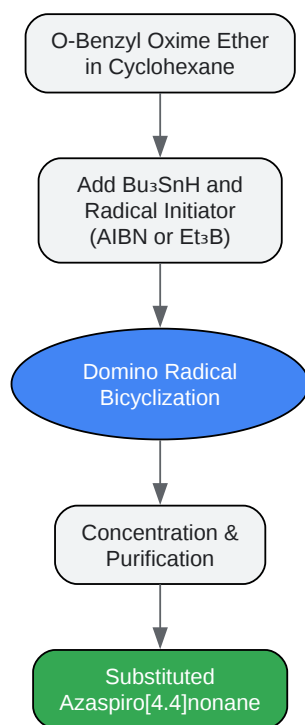 O-Benzyl Oxime Ether
in Cyclohexane
Add Bu₃SnH and
Radical Initiator
(AIBN or Et₃B)
Domino Radical
Bicyclization
Concentration &
Purification
Substituted
Azaspiro[4.4]nonane